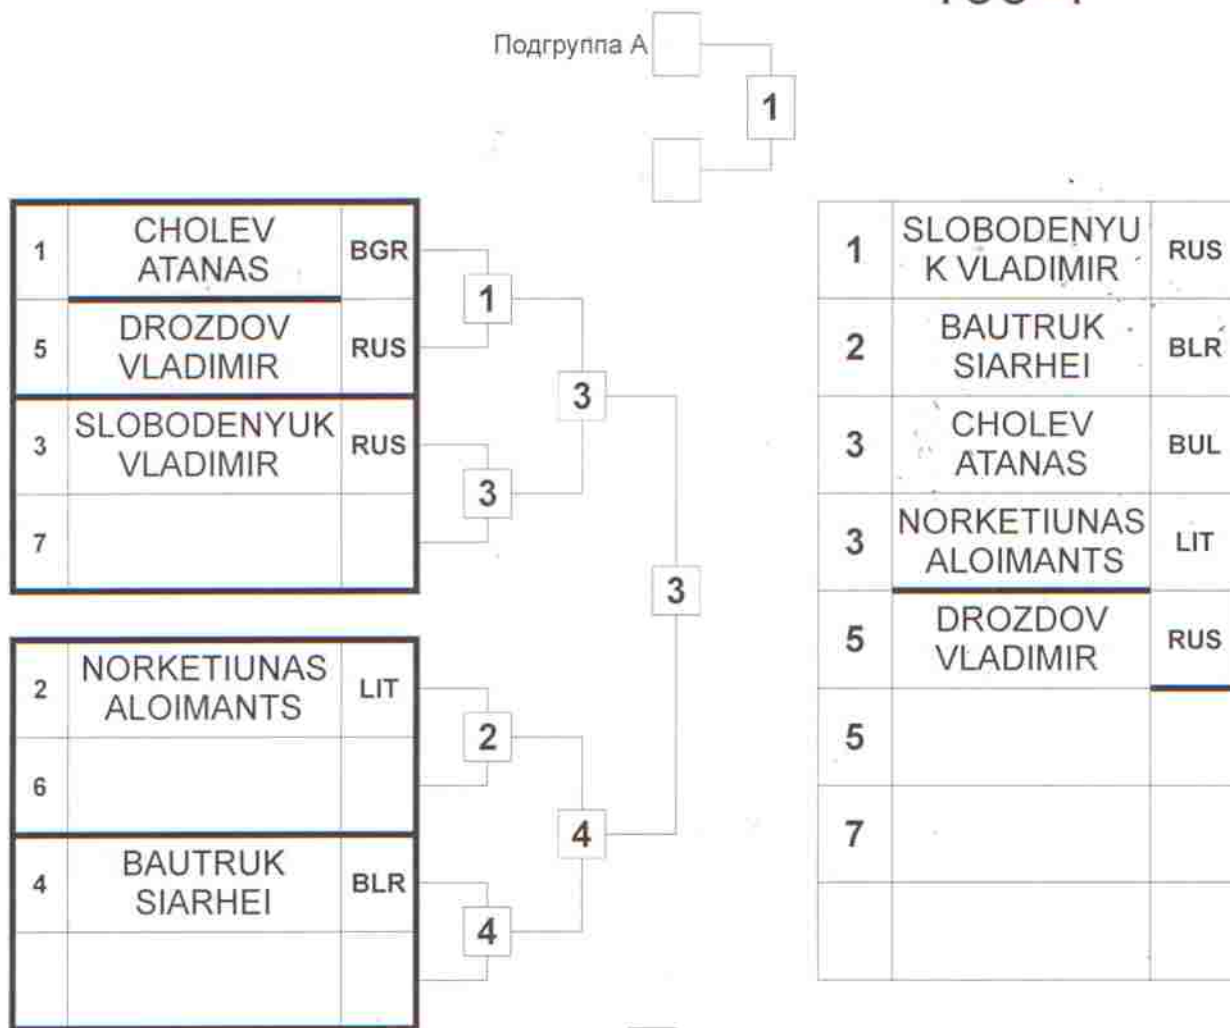 Подгруппа А
1
1 CHOLEV ATANAS BGR
5 DROZDOV VLADIMIR RUS
3 SLOBODENYUK VLADIMIR RUS
7
1
3
3
3
2 NORKETIUNAS ALOIMANTS LIT
6
4 BAUTRUK SIARHEI BLR
2
4
4
1 SLOBODENYU
K VLADIMIR RUS
2 BAUTRUK
SIARHEI BLR
3 CHOLEV
ATANAS BUL
3 NORKETIUNAS
ALOIMANTS LIT
5 DROZDOV
VLADIMIR RUS
5
7